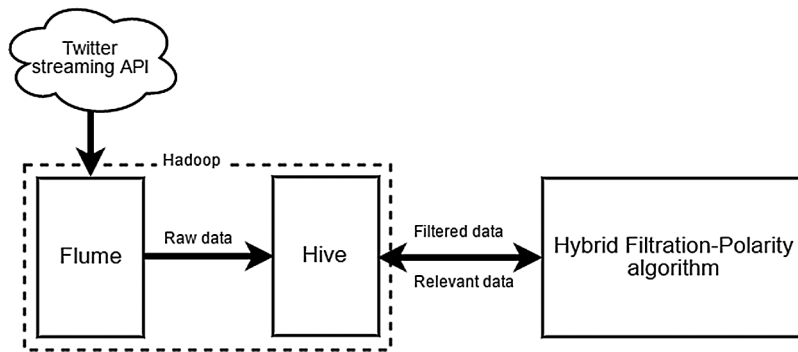 Twitter
streaming API
Hadoop
Flume
Raw data
Hive
Filtered data
Relevant data
Hybrid Filtration-Polarity
algorithm